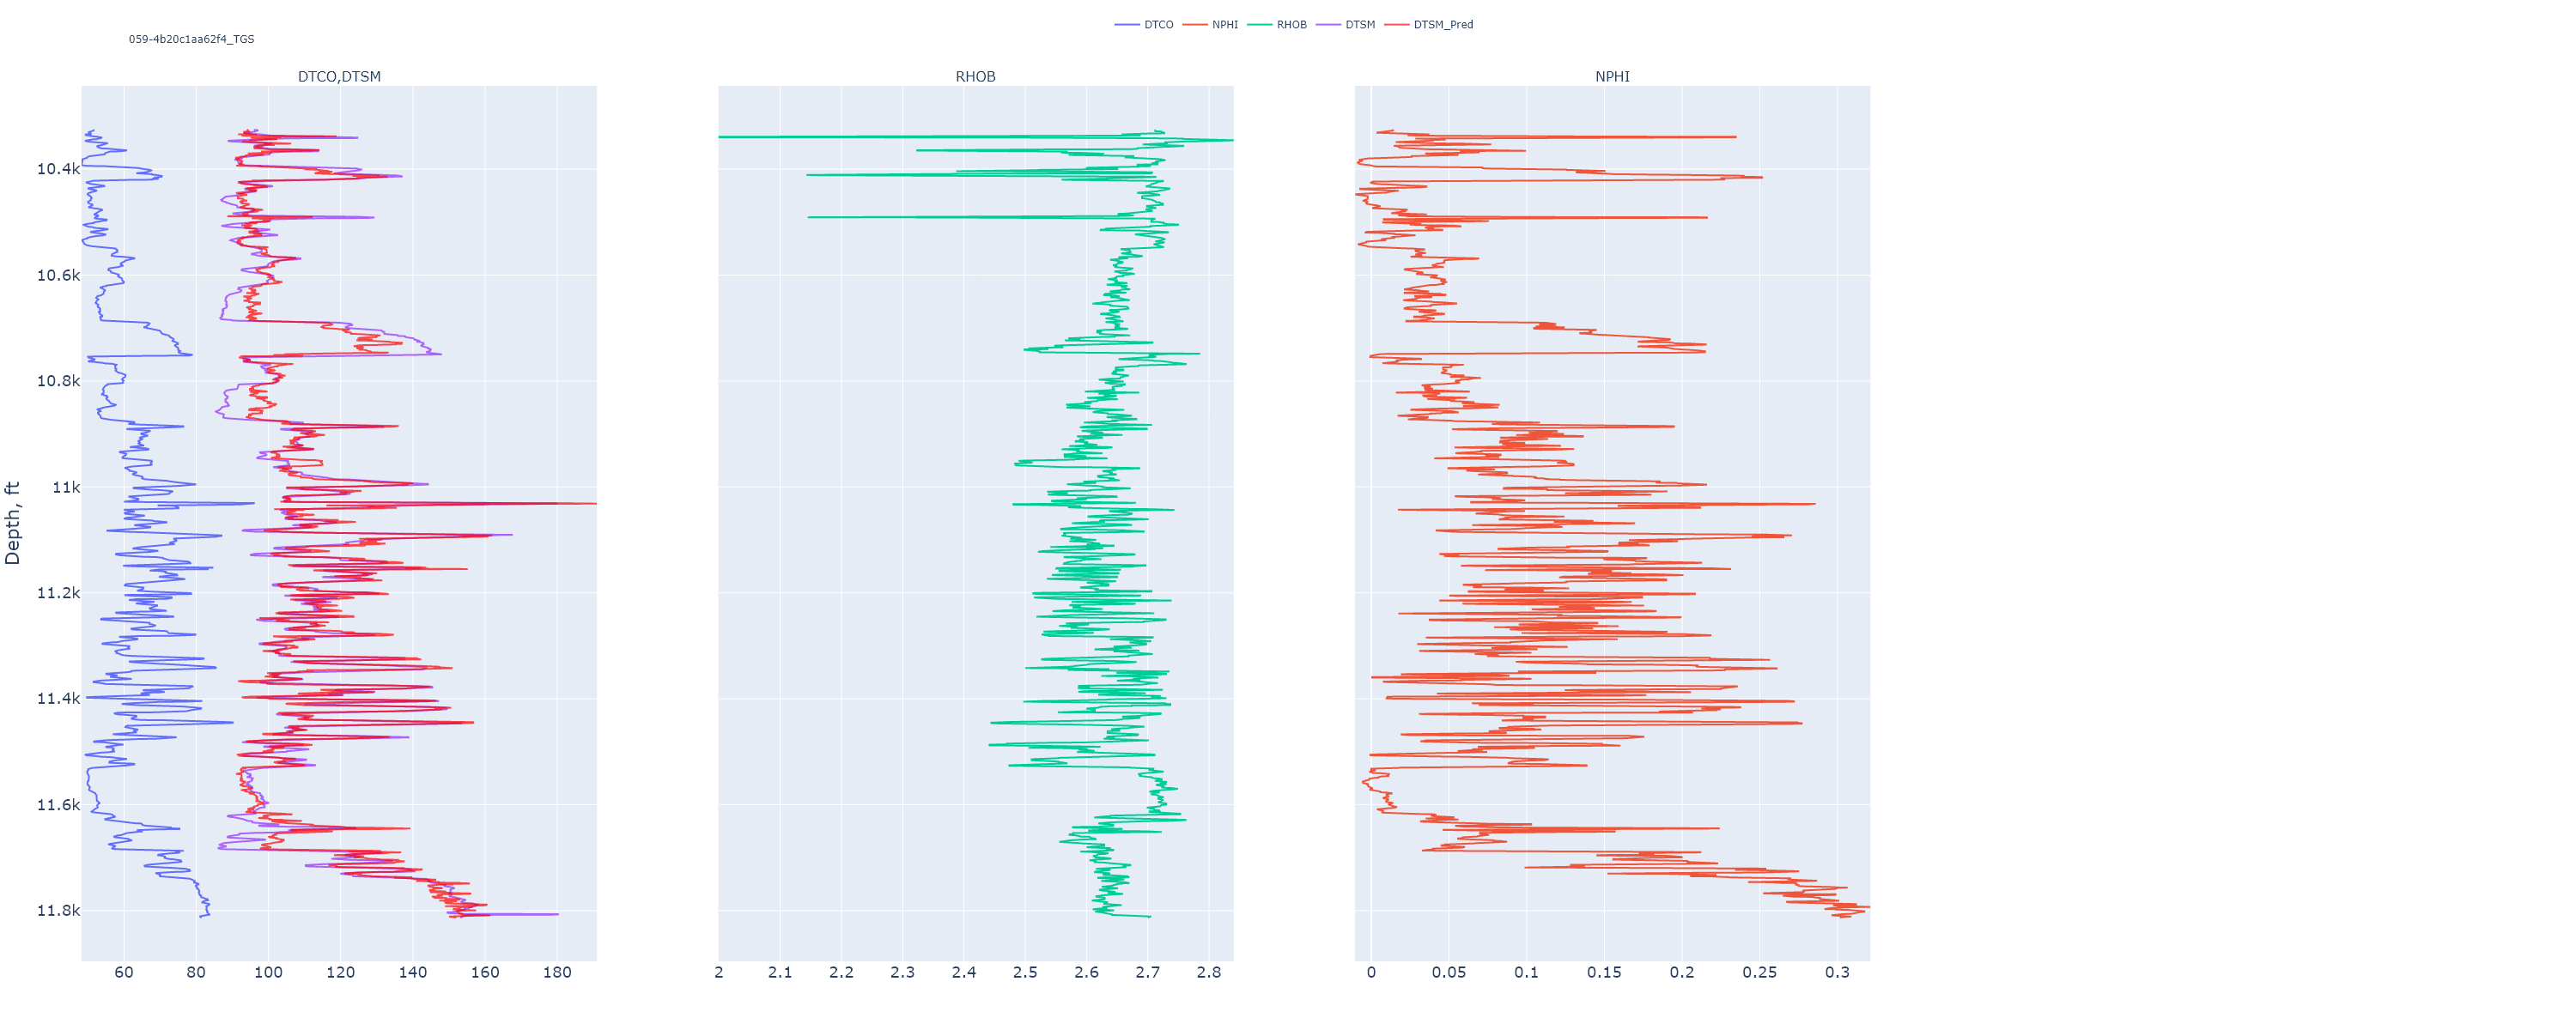 DTCO NPHI RHOB DTSM DTSM_Pred
059-4b20c1aa62f4_TGS
DTCO,DTSM RHOB NPHI
Depth, ft
10.4k
10.6k
10.8k
11k
11.2k
11.4k
11.6k
11.8k
60 80 100 120 140 160 180
2 2.1 2.2 2.3 2.4 2.5 2.6 2.7 2.8
0 0.05 0.1 0.15 0.2 0.25 0.3